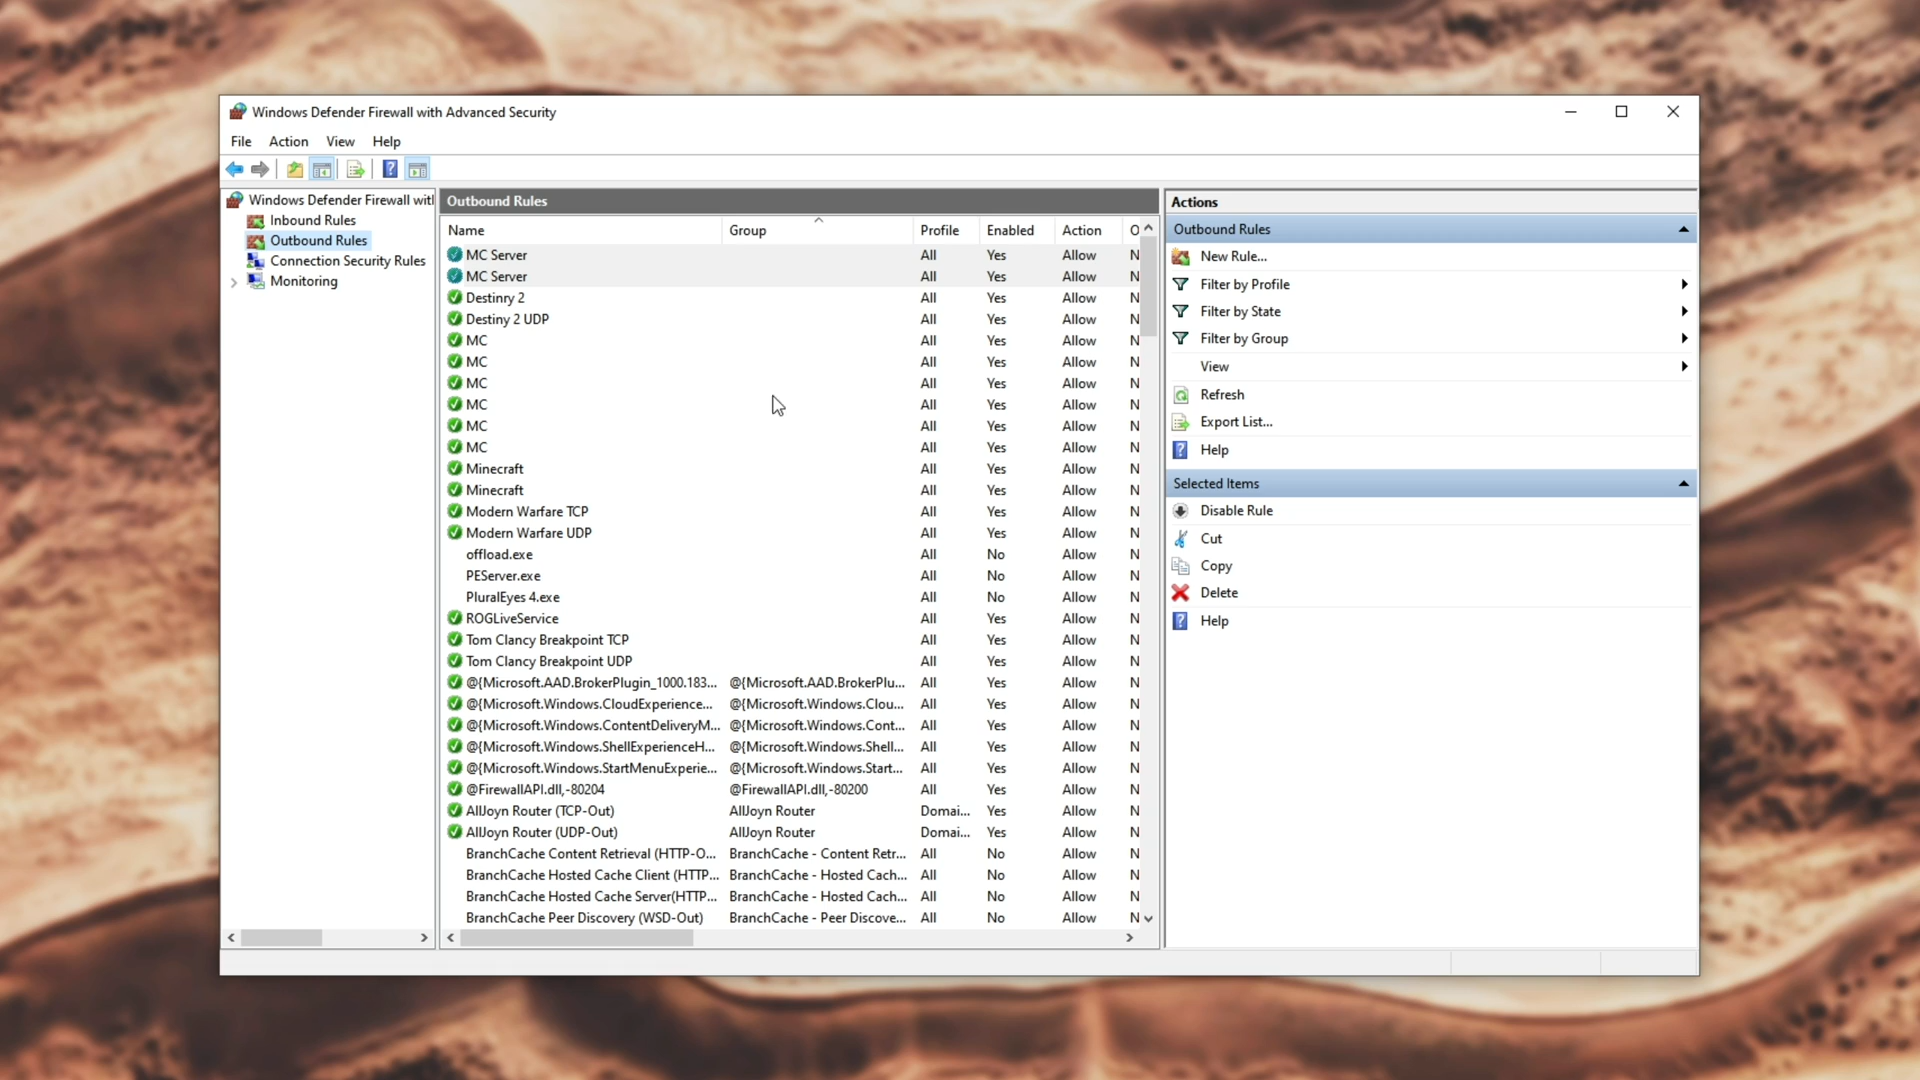 Windows Defender Firewall with Advanced Security
File Action View Help
Windows Defender Firewall wit
Inbound Rules
Outbound Rules
Connection Security Rules
Monitoring
Outbound Rules
Name Group Profile Enabled Action O
MC Server All Yes Allow N
MC Server All Yes Allow N
Destinry 2 All Yes Allow N
Destiny 2 UDP All Yes Allow N
MC All Yes Allow N
MC All Yes Allow N
MC All Yes Allow N
MC All Yes Allow N
MC All Yes Allow N
MC All Yes Allow N
Minecraft All Yes Allow N
Minecraft All Yes Allow N
Modern Warfare TCP All Yes Allow N
Modern Warfare UDP All Yes Allow N
offload.exe All No Allow N
PEServer.exe All No Allow N
PluralEyes 4.exe All No Allow N
ROGLiveService All Yes Allow N
Tom Clancy Breakpoint TCP All Yes Allow N
Tom Clancy Breakpoint UDP All Yes Allow N
@{Microsoft.AAD.BrokerPlugin_1000.183... @{Microsoft.AAD.BrokerPlu... All Yes Allow N
@{Microsoft.Windows.CloudExperience... @{Microsoft.Windows.Clou... All Yes Allow N
@{Microsoft.Windows.ContentDeliveryM... @{Microsoft.Windows.Cont... All Yes Allow N
@{Microsoft.Windows.ShellExperienceH... @{Microsoft.Windows.Shell... All Yes Allow N
@{Microsoft.Windows.StartMenuExperie... @{Microsoft.Windows.Start... All Yes Allow N
@FirewallAPI.dll,-80204 @FirewallAPI.dll,-80200 All Yes Allow N
AllJoyn Router (TCP-Out) AllJoyn Router Domai... Yes Allow N
AllJoyn Router (UDP-Out) AllJoyn Router Domai... Yes Allow N
BranchCache Content Retrieval (HTTP-O... BranchCache - Content Retr... All No Allow N
BranchCache Hosted Cache Client (HTTP... BranchCache - Hosted Cach... All No Allow N
BranchCache Hosted Cache Server(HTTP... BranchCache - Hosted Cach... All No Allow N
BranchCache Peer Discovery (WSD-Out) BranchCache - Peer Discove... All No Allow N
Actions
Outbound Rules
New Rule...
Filter by Profile
Filter by State
Filter by Group
View
Refresh
Export List...
Help
Selected Items
Disable Rule
Cut
Copy
Delete
Help